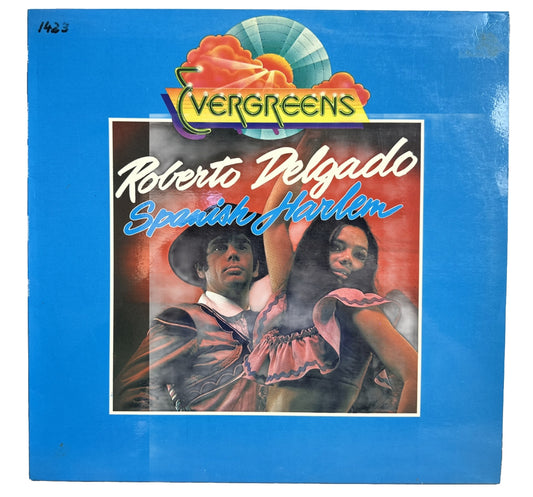 1423
EVERGREENS
Roberto Delgado
Spanish Harlem